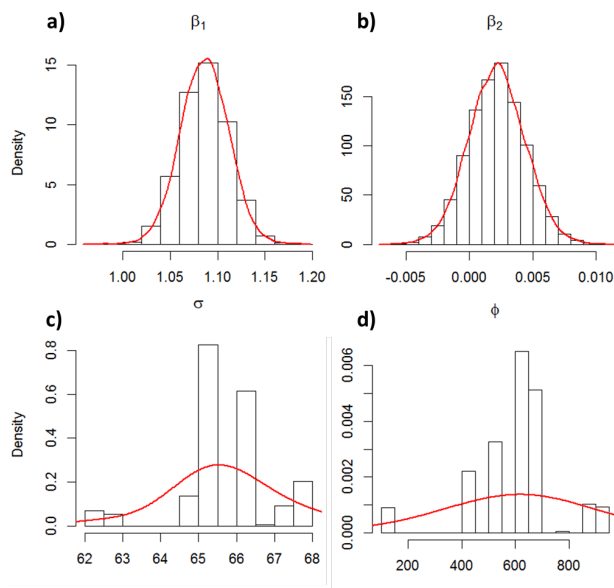 a) β1
b) β2
Density
0 5 10 15
1.00 1.05 1.10 1.15 1.20
0 50 100 150
-0.005 0.000 0.005 0.010
c) σ
d) ϕ
Density
0.0 0.2 0.4 0.6 0.8
62 63 64 65 66 67 68
0.000 0.002 0.004 0.006
200 400 600 800